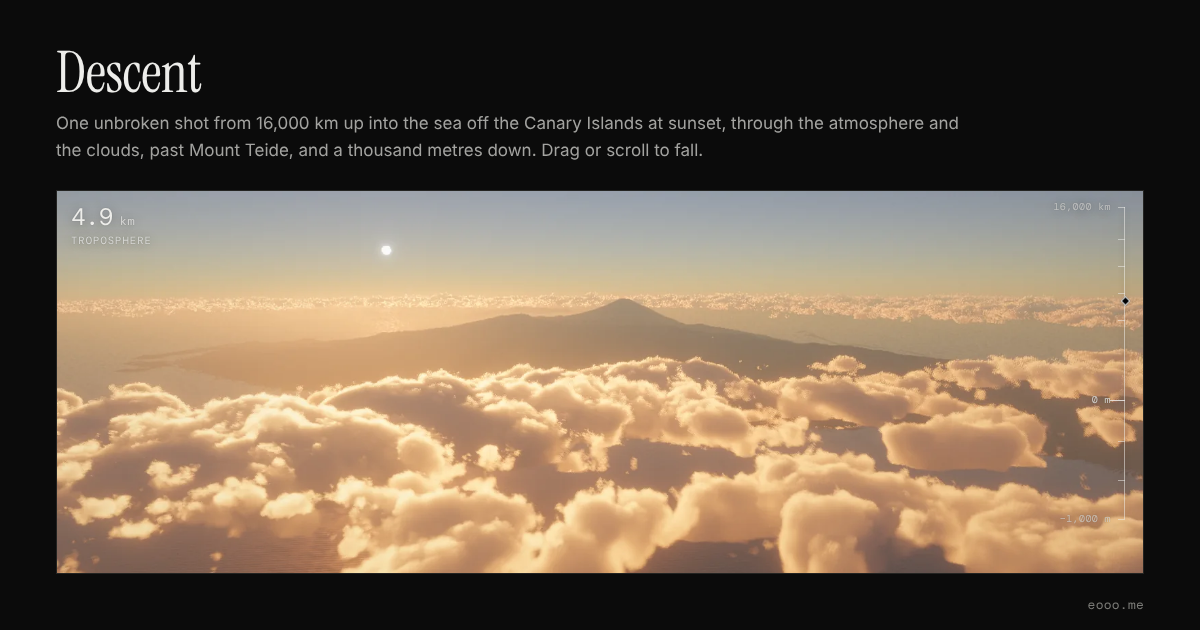 Descent
One unbroken shot from 16,000 km up into the sea off the Canary Islands at sunset, through the atmosphere and
the clouds, past Mount Teide, and a thousand metres down. Drag or scroll to fall.
4.9 km
TROPOSPHERE
16,000 km
0 m
−1,000 m
eooo.me